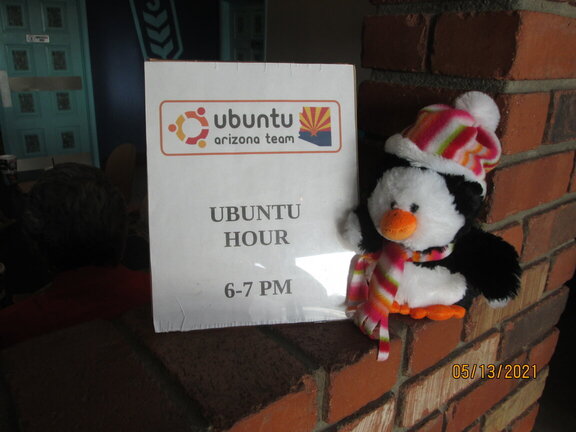 ubuntu
arizona team
UBUNTU
HOUR
6-7 PM
05/13/2021